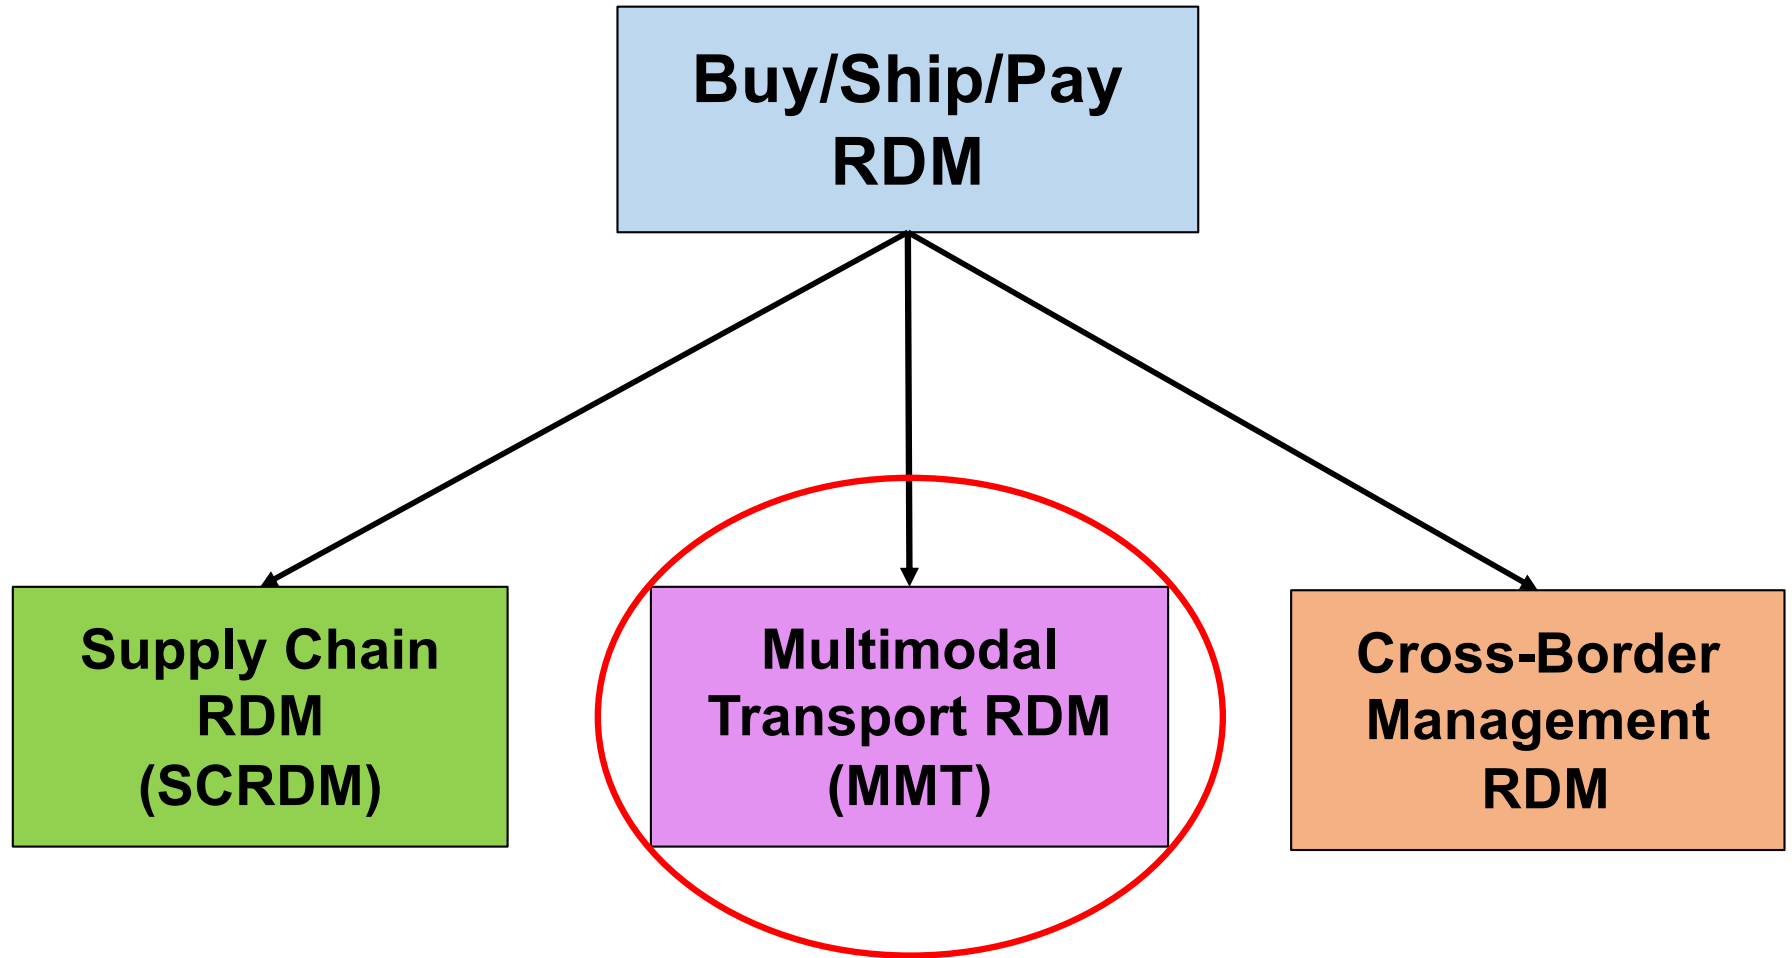 Buy/Ship/Pay
RDM
Supply Chain
RDM
(SCRDM)
Multimodal
Transport RDM
(MMT)
Cross-Border
Management
RDM